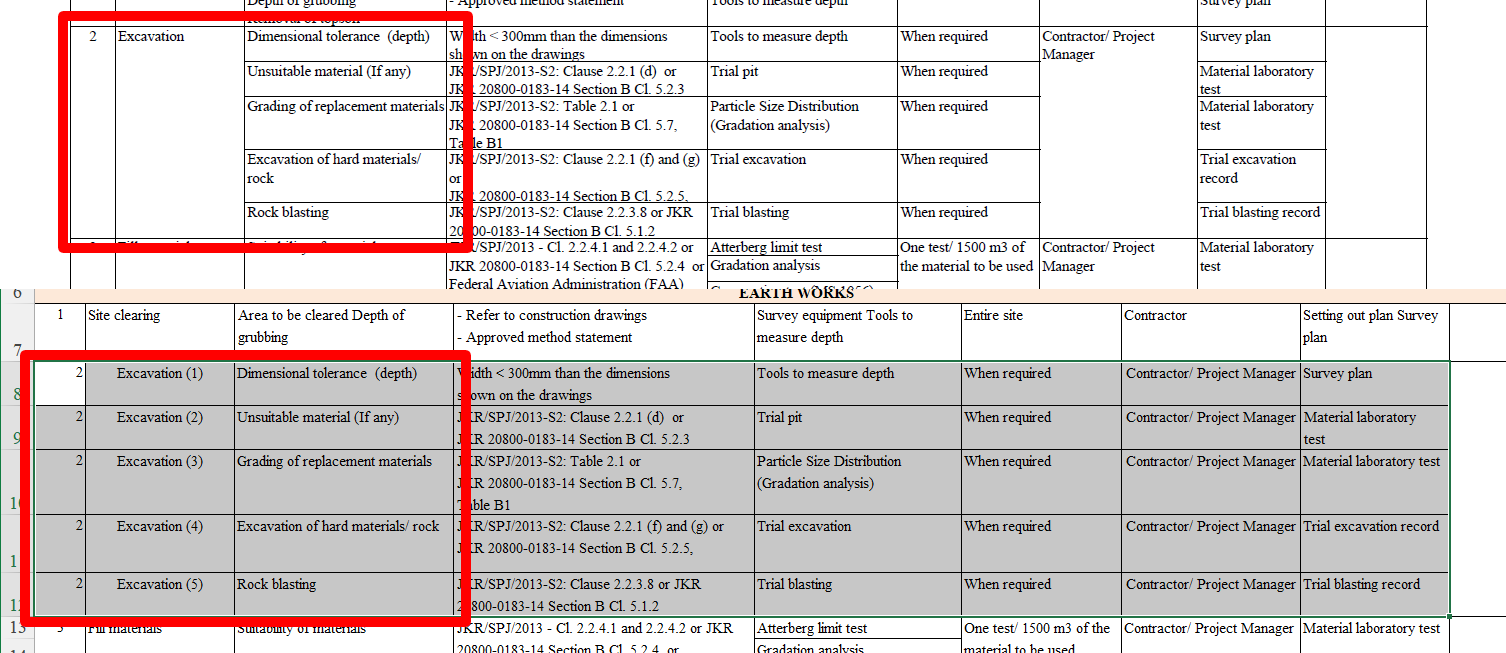 Depth of grubbing - Approved method statement Tools to measure depth Survey plan
Removal of topsoil
2 Excavation Dimensional tolerance (depth) Width < 300mm than the dimensions Tools to measure depth When required Contractor/ Project Survey plan
shown on the drawings Manager
Unsuitable material (If any) JKR/SPJ/2013-S2: Clause 2.2.1 (d) or Trial pit When required Material laboratory
JKR 20800-0183-14 Section B Cl. 5.2.3 test
Grading of replacement materials JKR/SPJ/2013-S2: Table 2.1 or Particle Size Distribution When required Material laboratory
JKR 20800-0183-14 Section B Cl. 5.7, (Gradation analysis) test
Table B1
Excavation of hard materials/ JKR/SPJ/2013-S2: Clause 2.2.1 (f) and (g) Trial excavation When required Trial excavation
rock or record
JKR 20800-0183-14 Section B Cl. 5.2.5,
Rock blasting JKR/SPJ/2013-S2: Clause 2.2.3.8 or JKR Trial blasting When required Trial blasting record
20800-0183-14 Section B Cl. 5.1.2
JKR/SPJ/2013 - Cl. 2.2.4.1 and 2.2.4.2 or Atterberg limit test One test/ 1500 m3 of Contractor/ Project Material laboratory
JKR 20800-0183-14 Section B Cl. 5.2.4 or Gradation analysis the material to be used Manager test
Federal Aviation Administration (FAA)
6 EARTH WORKS
1 Site clearing Area to be cleared Depth of - Refer to construction drawings Survey equipment Tools to Entire site Contractor Setting out plan Survey
grubbing - Approved method statement measure depth plan
7
2 Excavation (1) Dimensional tolerance (depth) Width < 300mm than the dimensions Tools to measure depth When required Contractor/ Project Manager Survey plan
8 shown on the drawings
2 Excavation (2) Unsuitable material (If any) JKR/SPJ/2013-S2: Clause 2.2.1 (d) or Trial pit When required Contractor/ Project Manager Material laboratory
9 JKR 20800-0183-14 Section B Cl. 5.2.3 test
2 Excavation (3) Grading of replacement materials JKR/SPJ/2013-S2: Table 2.1 or Particle Size Distribution When required Contractor/ Project Manager Material laboratory test
JKR 20800-0183-14 Section B Cl. 5.7, (Gradation analysis)
10 Table B1
2 Excavation (4) Excavation of hard materials/ rock JKR/SPJ/2013-S2: Clause 2.2.1 (f) and (g) or Trial excavation When required Contractor/ Project Manager Trial excavation record
JKR 20800-0183-14 Section B Cl. 5.2.5,
2 Excavation (5) Rock blasting JKR/SPJ/2013-S2: Clause 2.2.3.8 or JKR Trial blasting When required Contractor/ Project Manager Trial blasting record
12 20800-0183-14 Section B Cl. 5.1.2
13 3 Fill materials Suitability of materials JKR/SPJ/2013 - Cl. 2.2.4.1 and 2.2.4.2 or JKR Atterberg limit test One test/ 1500 m3 of the Contractor/ Project Manager Material laboratory test
20800-0183-14 Section B Cl. 5.2.4 or Gradation analysis material to be used